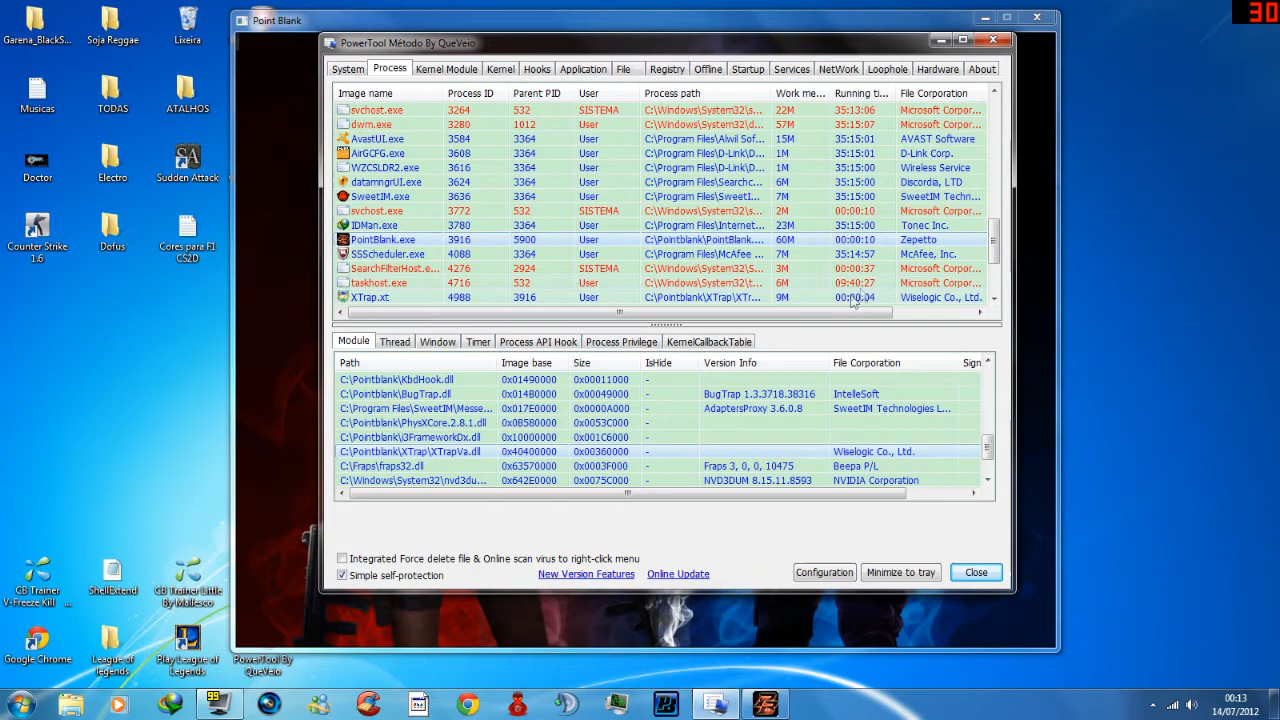 30
Garena_BlackS...
Soja Reggae
Lixeira
Musicas
TODAS
ATALHOS
Doctor
Electro
Sudden Attack
Counter Strike
1.6
Dofus
Cores para F1
CS2D
CB Trainer
V-Freeze Kill ...
ShellExtend
CB Trainer Little
By Mallesco
Google Chrome
League of
legends
Play League of
Legends
PowerTool By
QueVeio
Point Blank
PowerTool Método By QueVeio
System Process Kernel Module Kernel Hooks Application File Registry Offline Startup Services NetWork Loophole Hardware About
Image name Process ID Parent PID User Process path Work me... Running ti... File Corporation
svchost.exe 3264 532 SISTEMA C:\Windows\System32\s... 22M 35:13:06 Microsoft Corpor...
dwm.exe 3280 1012 User C:\Windows\System32\d... 57M 35:15:07 Microsoft Corpor...
AvastUI.exe 3584 3364 User C:\Program Files\Alwil Sof... 15M 35:15:01 AVAST Software
AirGCFG.exe 3608 3364 User C:\Program Files\D-Link\D... 1M 35:15:01 D-Link Corp.
WZCSLDR2.exe 3616 3364 User C:\Program Files\D-Link\D... 1M 35:15:00 Wireless Service
datamngrUI.exe 3624 3364 User C:\Program Files\Searchc... 6M 35:15:00 Discordia, LTD
SweetIM.exe 3636 3364 User C:\Program Files\SweetI... 6M 35:15:00 SweetIM Techn...
svchost.exe 3772 532 SISTEMA C:\Windows\System32\s... 2M 00:00:10 Microsoft Corpor...
IDMan.exe 3780 3364 User C:\Program Files\Internet... 23M 35:15:00 Tonec Inc.
PointBlank.exe 3916 5900 User C:\Pointblank\PointBlank.... 60M 00:00:10 Zepetto
SSScheduler.exe 4088 3364 User C:\Program Files\McAfee ... 7M 35:14:57 McAfee, Inc.
SearchFilterHost.e... 4276 2924 SISTEMA C:\Windows\System32\S... 3M 00:00:37 Microsoft Corpor...
taskhost.exe 4716 532 User C:\Windows\System32\t... 6M 09:40:27 Microsoft Corpor...
XTrap.xt 4988 3916 User C:\Pointblank\XTrap\XTr... 9M 00:00:04 Wiselogic Co., Ltd.
Module Thread Window Timer Process API Hook Process Privilege KernelCallbackTable
Path Image base Size IsHide Version Info File Corporation Sign
C:\Pointblank\KbdHook.dll 0x01490000 0x00011000 -
C:\Pointblank\BugTrap.dll 0x014B0000 0x00049000 - BugTrap 1.3.3718.38316 IntelleSoft
C:\Program Files\SweetIM\Messe... 0x017E0000 0x0000A000 - AdaptersProxy 3.6.0.8 SweetIM Technologies L...
C:\Pointblank\PhysXCore.2.8.1.dll 0x0B580000 0x0053C000 -
C:\Pointblank\i3FrameworkDx.dll 0x10000000 0x001C6000 -
C:\Pointblank\XTrap\XTrapVa.dll 0x40400000 0x00360000 - Wiselogic Co., Ltd.
C:\Fraps\fraps32.dll 0x63570000 0x0003F000 - Fraps 3, 0, 0, 10475 Beepa P/L
C:\Windows\System32\nvd3du... 0x642E0000 0x0075C000 - NVD3DUM 8.15.11.8593 NVIDIA Corporation
Integrated Force delete file & Online scan virus to right-click menu
Simple self-protection New Version Features Online Update Configuration Minimize to tray Close
99
00:13
14/07/2012